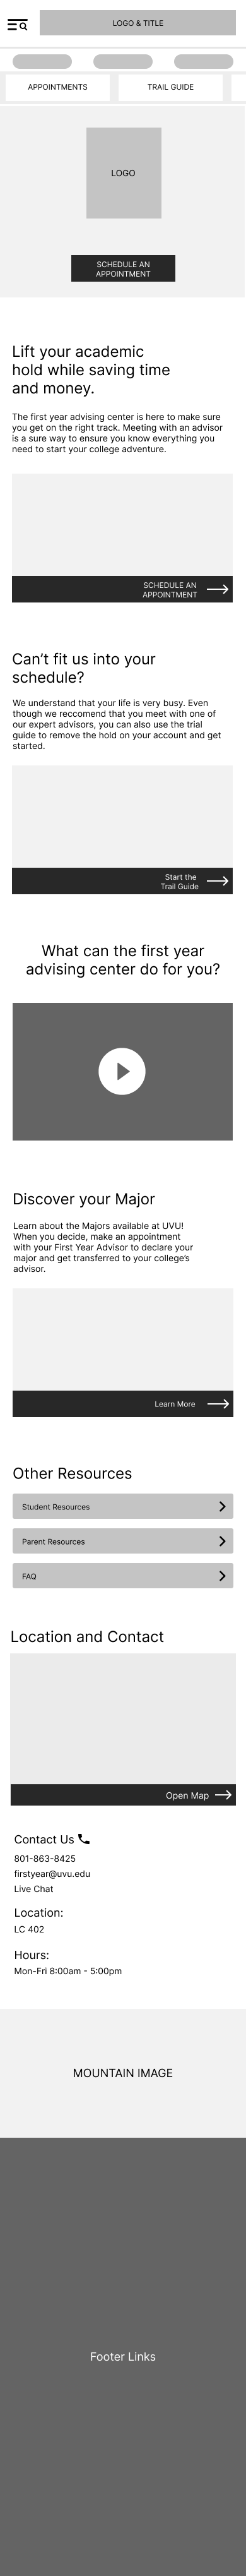 LOGO & TITLE
APPOINTMENTS
TRAIL GUIDE
LOGO
SCHEDULE AN
APPOINTMENT
Lift your academic
hold while saving time
and money.
The first year advising center is here to make sure
you get on the right track. Meeting with an advisor
is a sure way to ensure you know everything you
need to start your college adventure.
SCHEDULE AN
APPOINTMENT
Can’t fit us into your
schedule?
We understand that your life is very busy. Even
though we reccomend that you meet with one of
our expert advisors, you can also use the trial
guide to remove the hold on your account and get
started.
Start the
Trail Guide
What can the first year
advising center do for you?
Discover your Major
Learn about the Majors available at UVU!
When you decide, make an appointment
with your First Year Advisor to declare your
major and get transferred to your college’s
advisor.
Learn More
Other Resources
Student Resources
Parent Resources
FAQ
Location and Contact
Open Map
Contact Us
801-863-8425
firstyear@uvu.edu
Live Chat
Location:
LC 402
Hours:
Mon-Fri 8:00am - 5:00pm
MOUNTAIN IMAGE
Footer Links